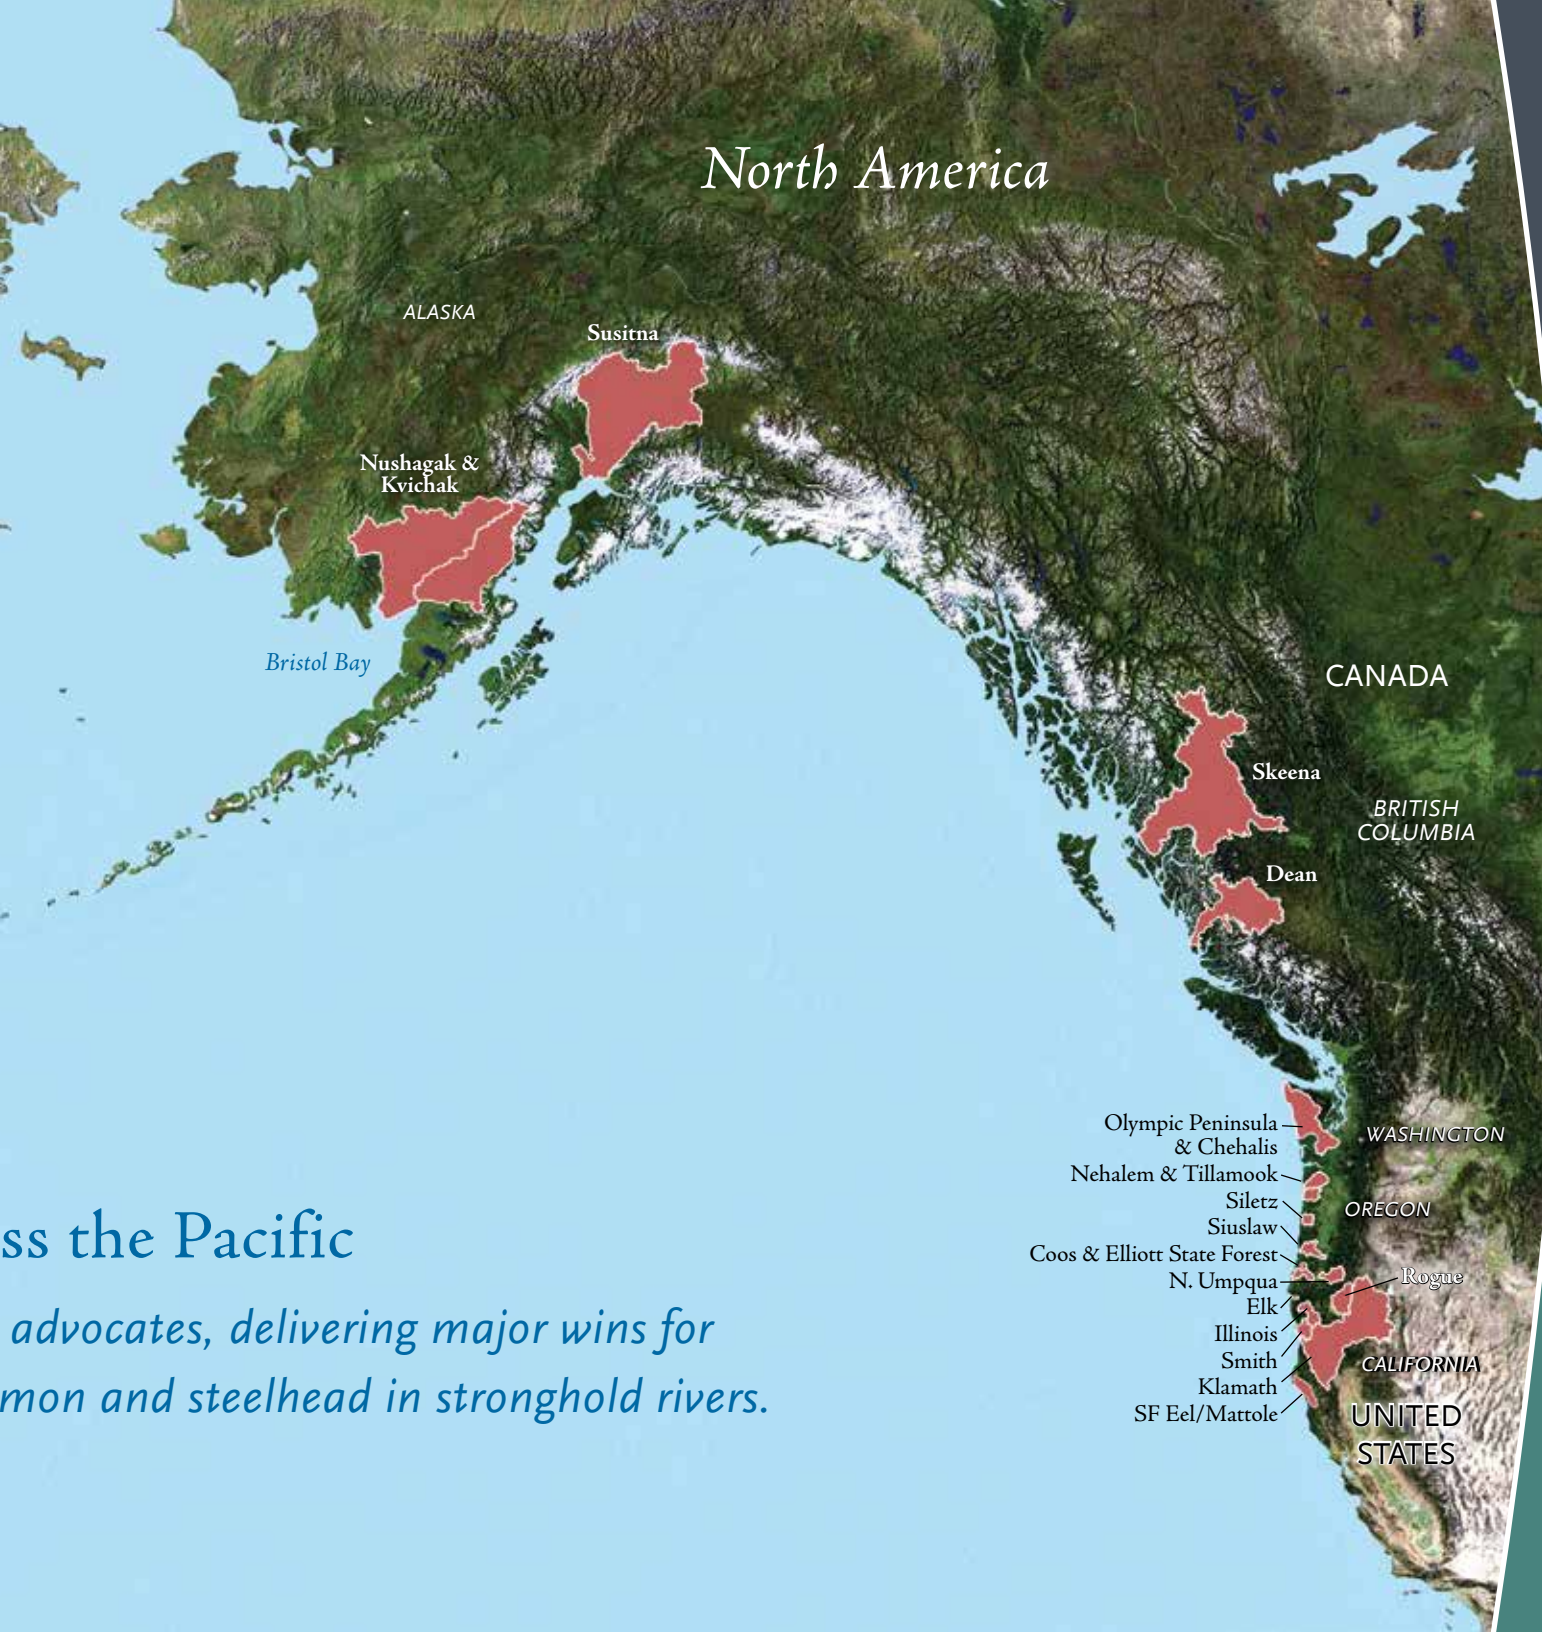 North America
ALASKA
Susitna
Nushagak &
Kvichak
Bristol Bay
CANADA
Skeena
BRITISH
COLUMBIA
Dean
Olympic Peninsula
& Chehalis
WASHINGTON
Nehalem & Tillamook
Siletz
OREGON
Siuslaw
Coos & Elliott State Forest
N. Umpqua
Rogue
Elk
Illinois
Smith
CALIFORNIA
Klamath
SF Eel/Mattole
UNITED
STATES
ss the Pacific
advocates, delivering major wins for
mon and steelhead in stronghold rivers.